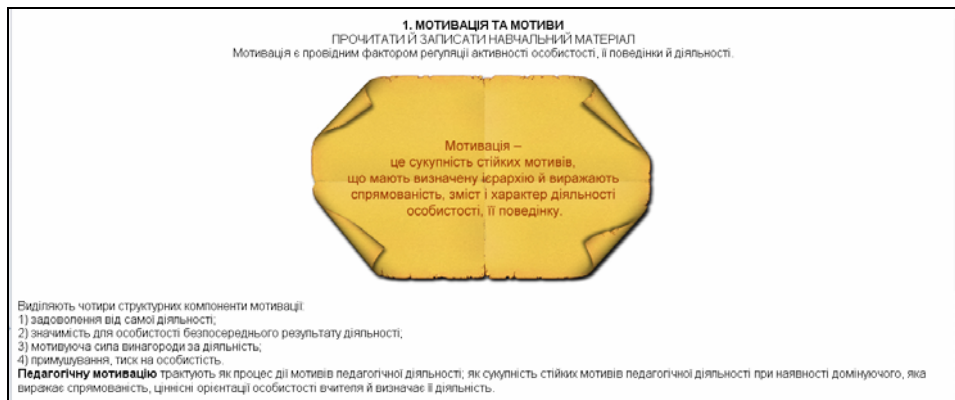 1. МОТИВАЦІЯ ТА МОТИВИ
ПРОЧИТАТИ Й ЗАПИСАТИ НАВЧАЛЬНИЙ МАТЕРІАЛ
Мотивація є провідним фактором регуляції активності особистості, її поведінки й діяльності.
Мотивація –
це сукупність стійких мотивів,
що мають визначену ієрархію й виражають
спрямованість, зміст і характер діяльності
особистості, її поведінку.
Виділяють чотири структурних компоненти мотивації:
1) задоволення від самої діяльності;
2) значимість для особистості безпосереднього результату діяльності;
3) мотивуюча сила винагороди за діяльність;
4) примушування, тиск на особистість.
Педагогічну мотивацію трактують як процес дії мотивів педагогічної діяльності; як сукупність стійких мотивів педагогічної діяльності при наявності домінуючого, яка
виражає спрямованість, ціннісні орієнтації особистості вчителя й визначає її діяльність.